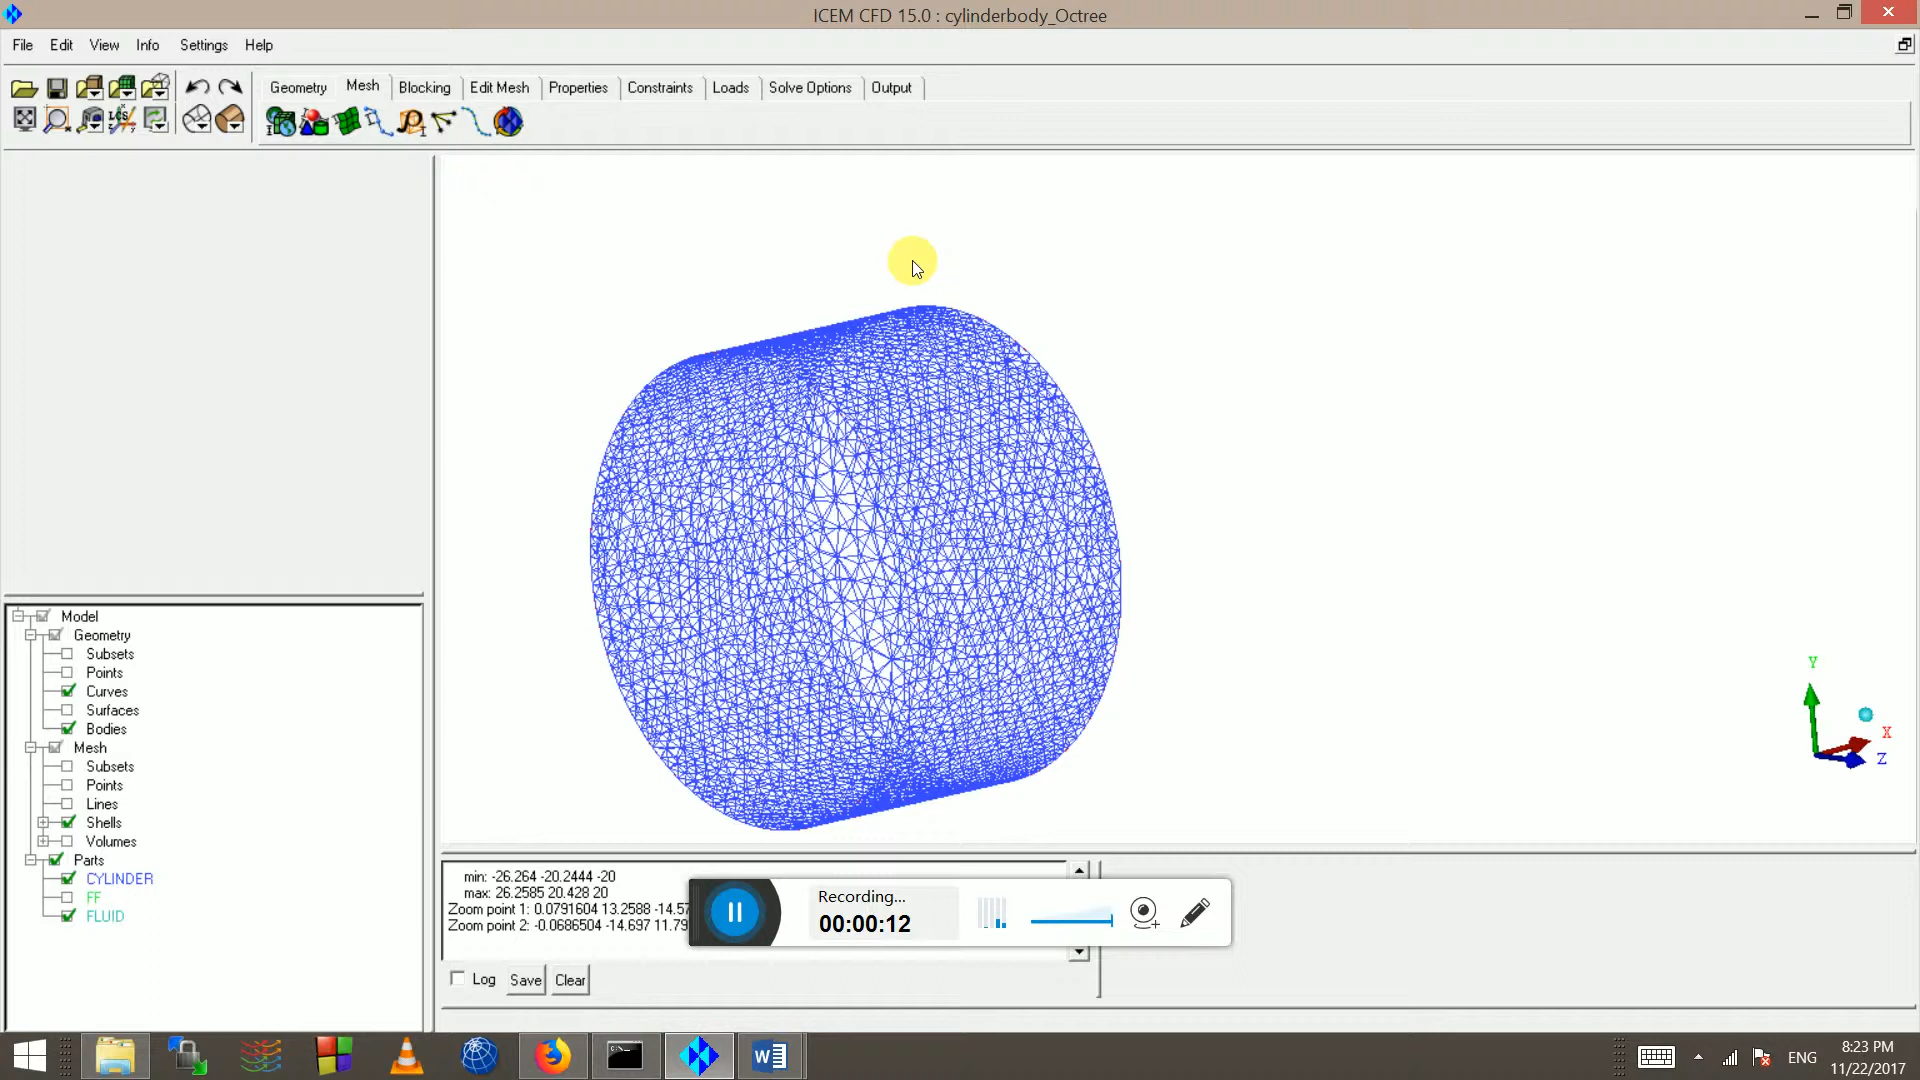 ICEM CFD 15.0 : cylinderbody_Octree
File Edit View Info Settings Help
Geometry Mesh Blocking Edit Mesh Properties Constraints Loads Solve Options Output
LCS
Model
Geometry
Subsets
Points
Curves
Surfaces
Bodies
Mesh
Subsets
Points
Lines
Shells
Volumes
Parts
CYLINDER
FF
FLUID
Y
X
Z
min: -26.264 -20.2444 -20
max: 26.2585 20.428 20
Zoom point 1: 0.0791604 13.2588 -14.57
Zoom point 2: -0.0686504 -14.697 11.79
Recording...
00:00:12
Log Save Clear
ENG
8:23 PM
11/22/2017